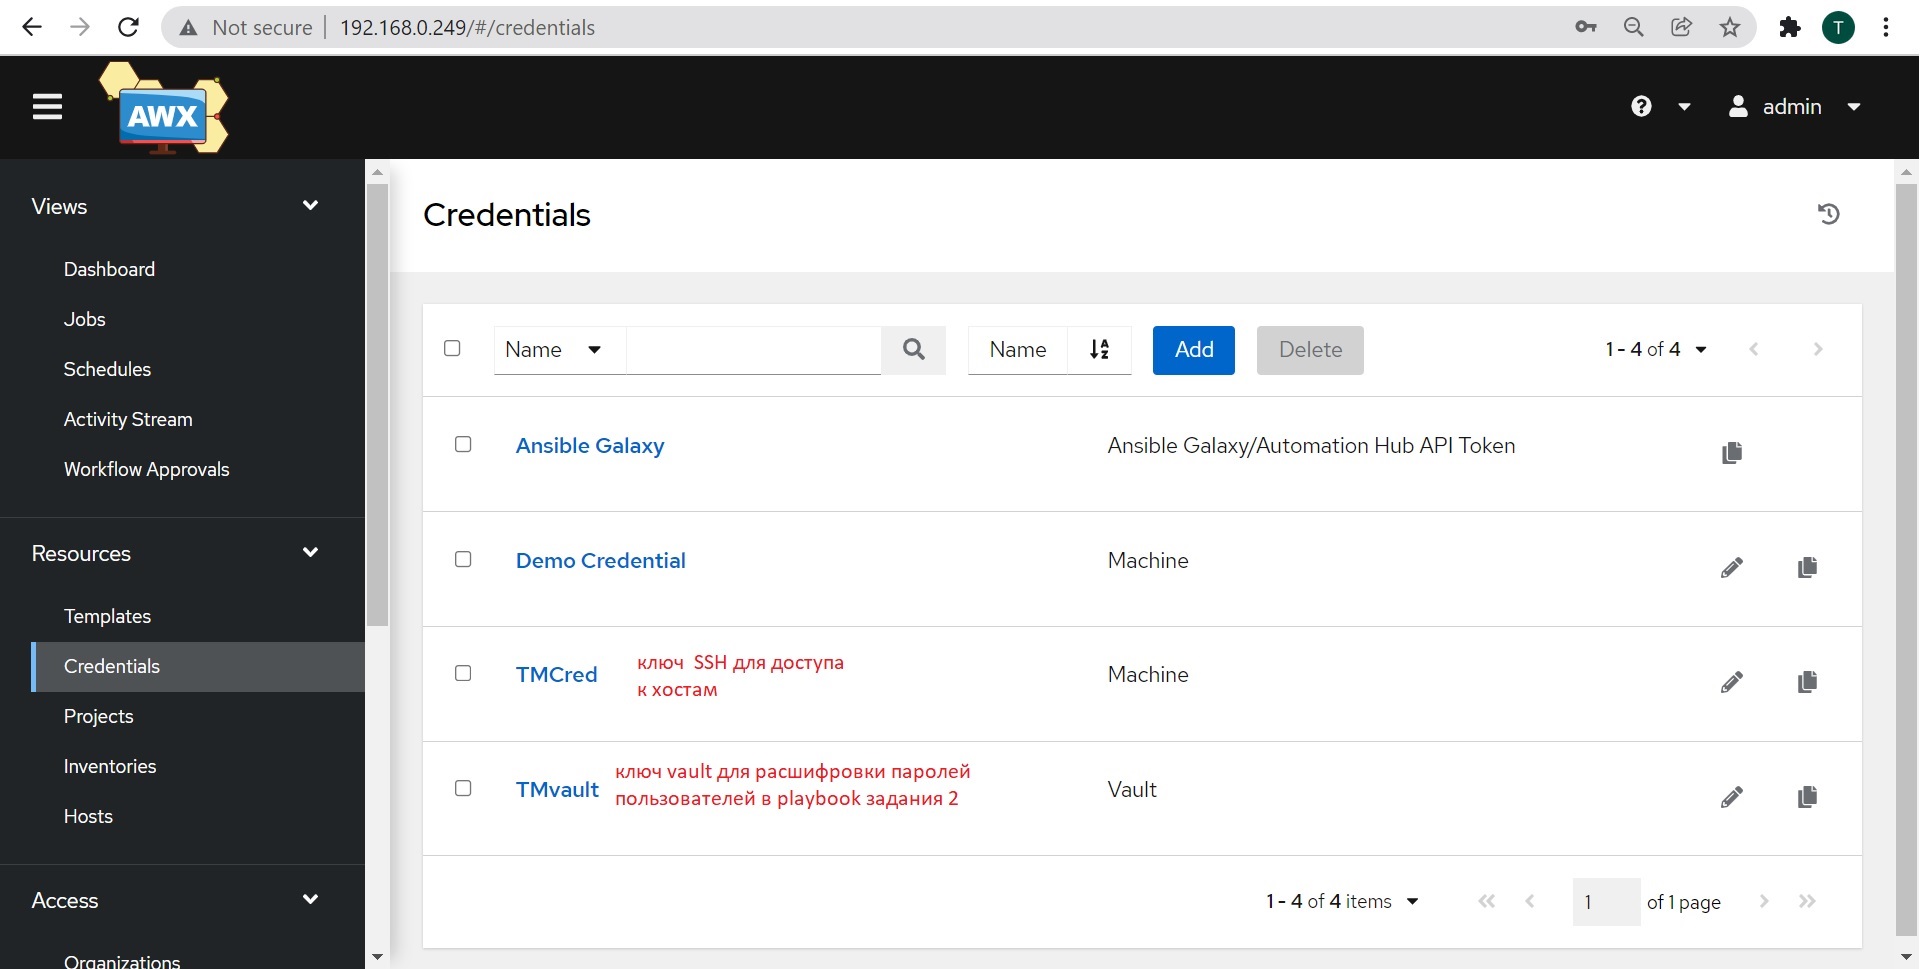 Not secure 192.168.0.249/#/credentials T
AWX admin
Views
Dashboard
Jobs
Schedules
Activity Stream
Workflow Approvals
Resources
Templates
Credentials
Projects
Inventories
Hosts
Access
Organizations
Credentials
Name Name Add Delete 1 - 4 of 4
Ansible Galaxy Ansible Galaxy/Automation Hub API Token
Demo Credential Machine
TMCred Machine
ключ SSH для доступа
к хостам
TMvault Vault
ключ vault для расшифровки паролей
пользователей в playbook задания 2
1 - 4 of 4 items 1 of 1 page